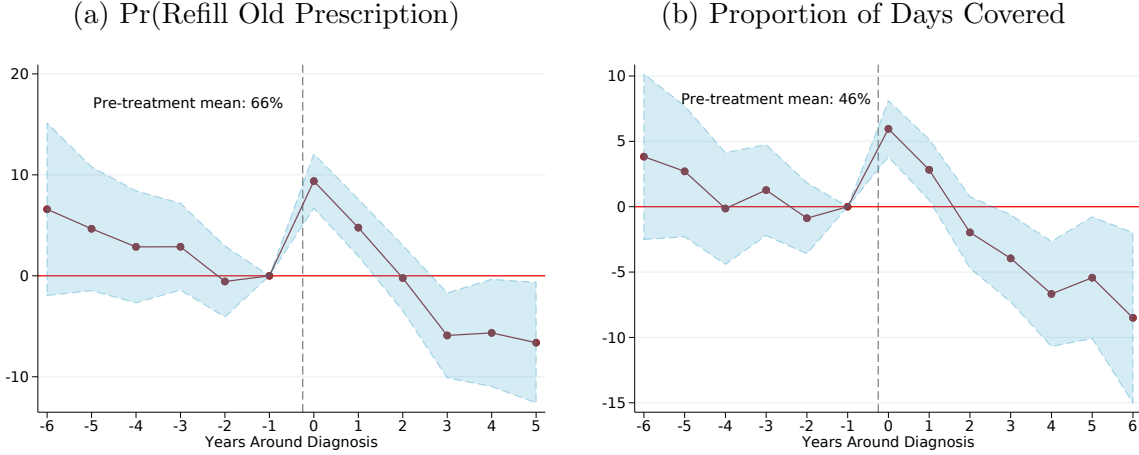 (a) Pr(Refill Old Prescription)
20
10
0
-10
Pre-treatment mean: 66%
-6 -5 -4 -3 -2 -1 0 1 2 3 4 5
Years Around Diagnosis
(b) Proportion of Days Covered
10
5
0
-5
-10
-15
Pre-treatment mean: 46%
-6 -5 -4 -3 -2 -1 0 1 2 3 4 5 6
Years Around Diagnosis